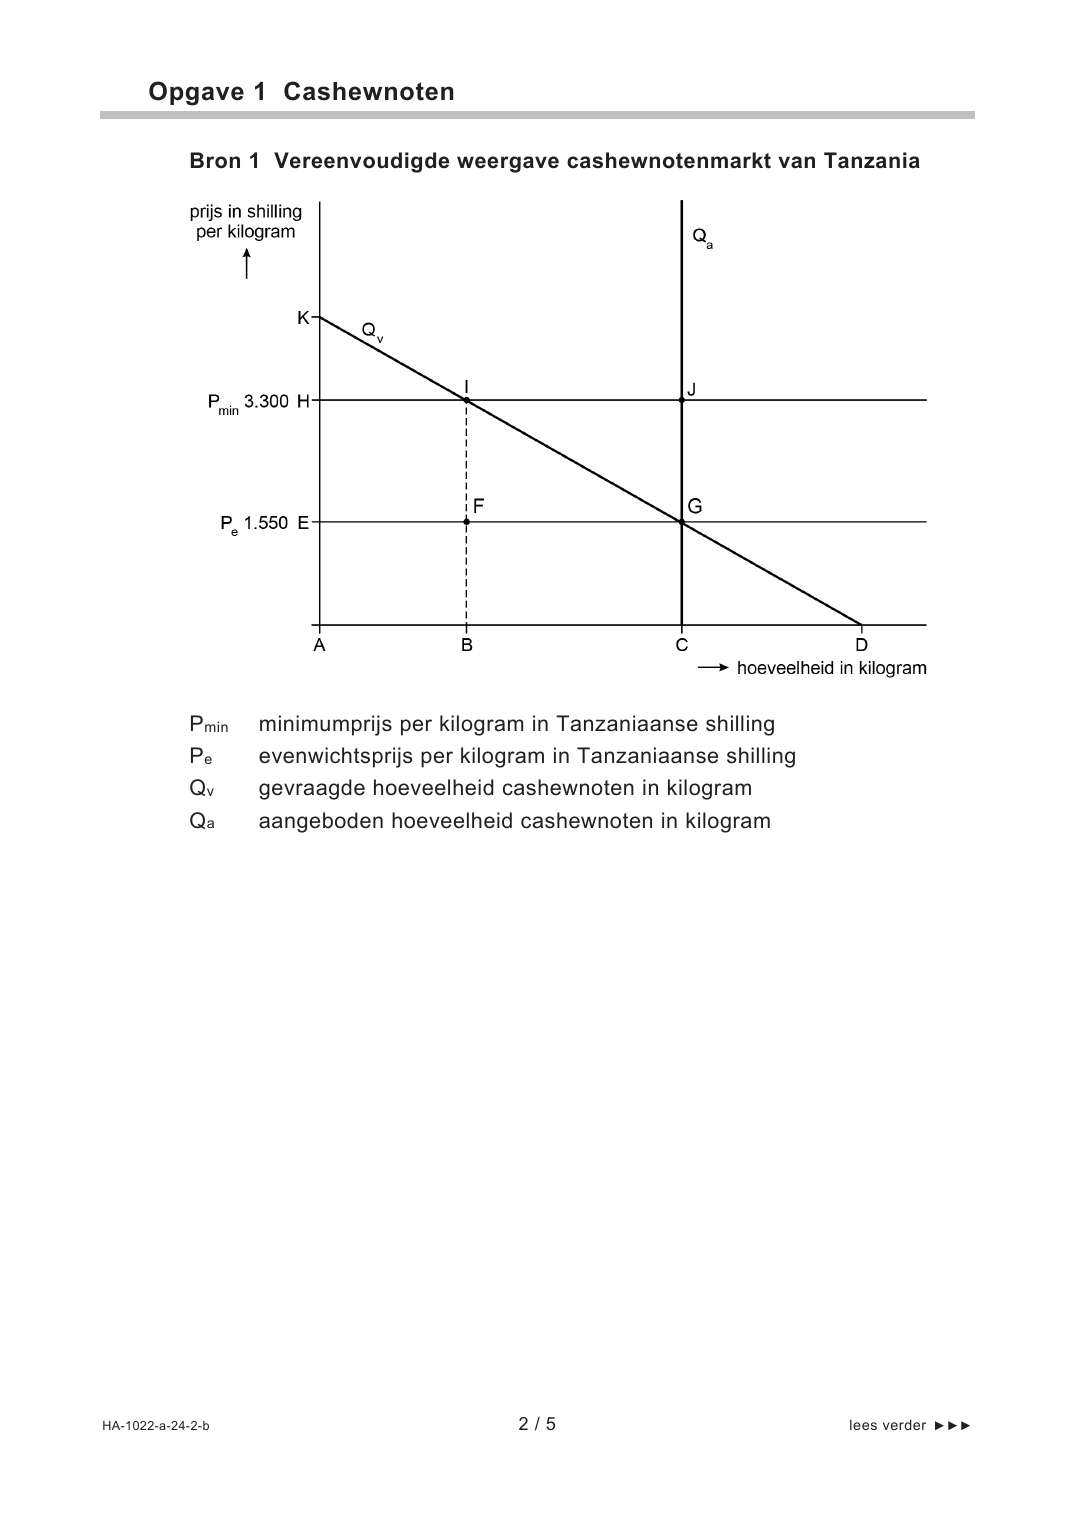 Opgave 1 Cashewnoten
Bron 1 Vereenvoudigde weergave cashewnotenmarkt van Tanzania
prijs in shilling
per kilogram
Qa
K
Qv
I
J
Pmin 3.300 H
F
G
Pe 1.550 E
A B C D
hoeveelheid in kilogram
Pmin minimumprijs per kilogram in Tanzaniaanse shilling
Pe evenwichtsprijs per kilogram in Tanzaniaanse shilling
Qv gevraagde hoeveelheid cashewnoten in kilogram
Qa aangeboden hoeveelheid cashewnoten in kilogram
HA-1022-a-24-2-b 2 / 5 lees verder ►►►